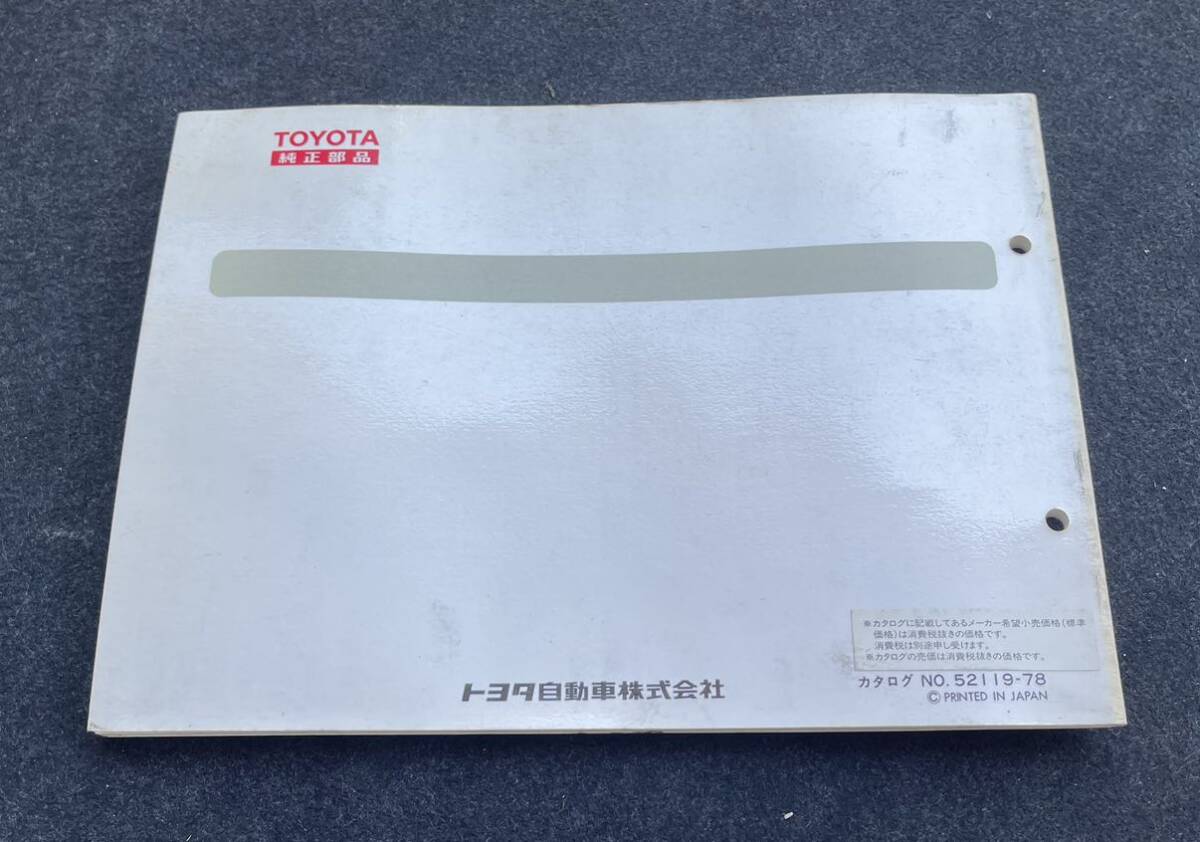 TOYOTA
純正部品
※カタログに記載してあるメーカー希望小売価格(標準
価格)は消費税抜きの価格です。
消費税は別途申し受けます。
※カタログの売価は消費税抜きの価格です。
カタログ NO. 52119-78
©PRINTED IN JAPAN
トヨタ自動車株式会社